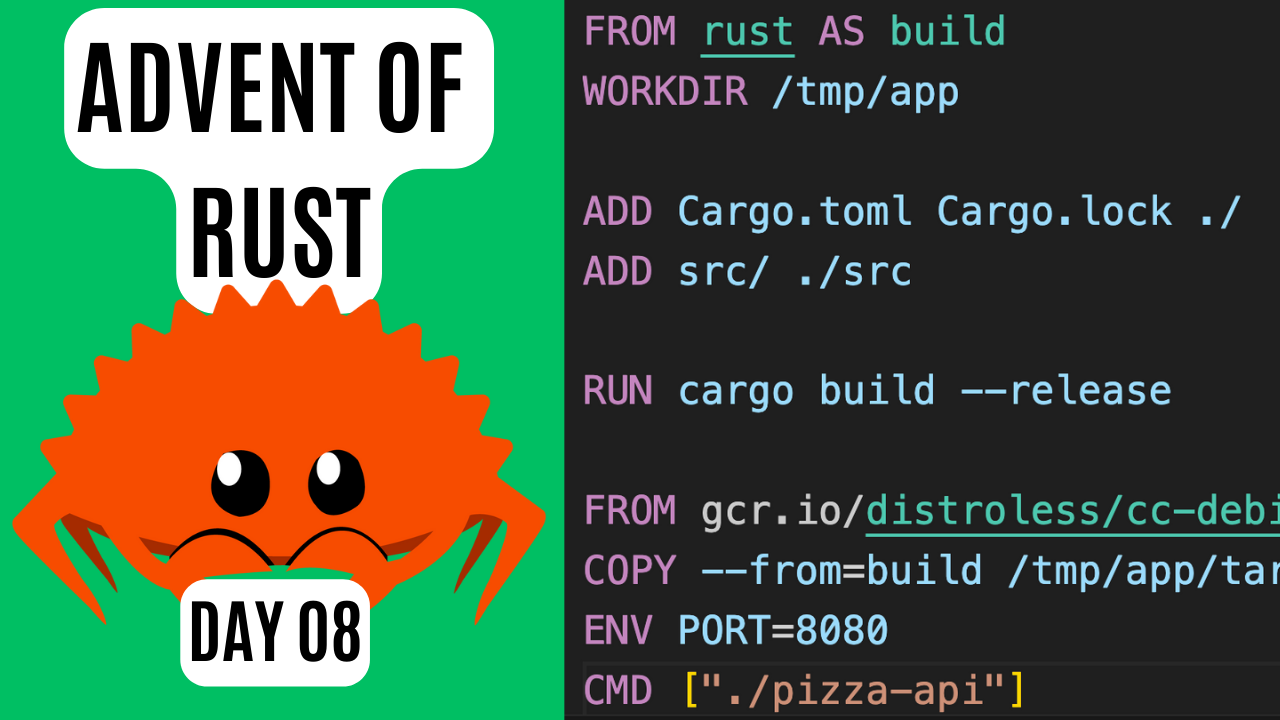 ADVENT OF
RUST
DAY 08
FROM rust AS build
WORKDIR /tmp/app
ADD Cargo.toml Cargo.lock ./
ADD src/ ./src
RUN cargo build --release
FROM gcr.io/distroless/cc-debi
COPY --from=build /tmp/app/tar
ENV PORT=8080
CMD ["./pizza-api"]